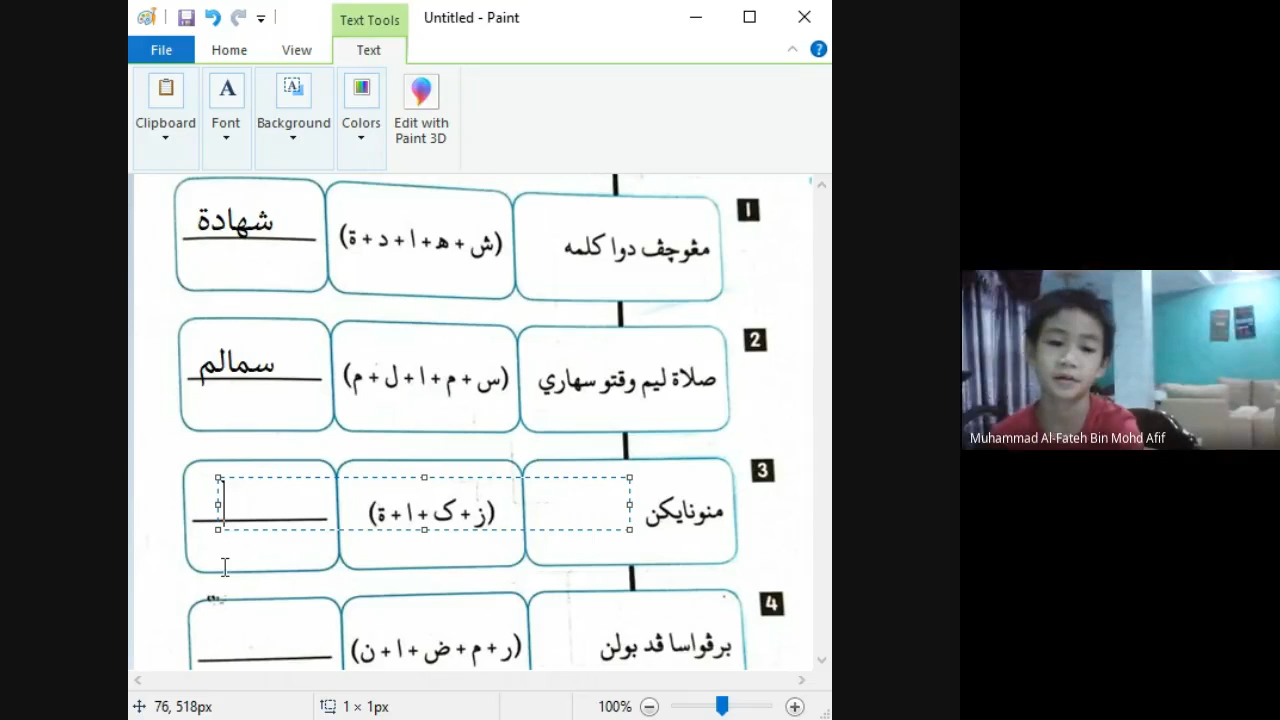 Text Tools
Untitled - Paint
File
Home
View
Text
Clipboard
Font
Background
Colors
Edit with
Paint 3D
1
مڠوچڤ دوا كلمه
(ش + ه + ا + د + ة)
شهادة
2
صلاة ليم وقتو سهاري
(س + م + ا + ل + م)
سمالم
3
منونايكن
(ز + ک + ا + ة)
4
برڤواسا ڤد بولن
(ر + م + ض + ا + ن)
76, 518px
1 × 1px
100%
Muhammad Al-Fateh Bin Mohd Afif